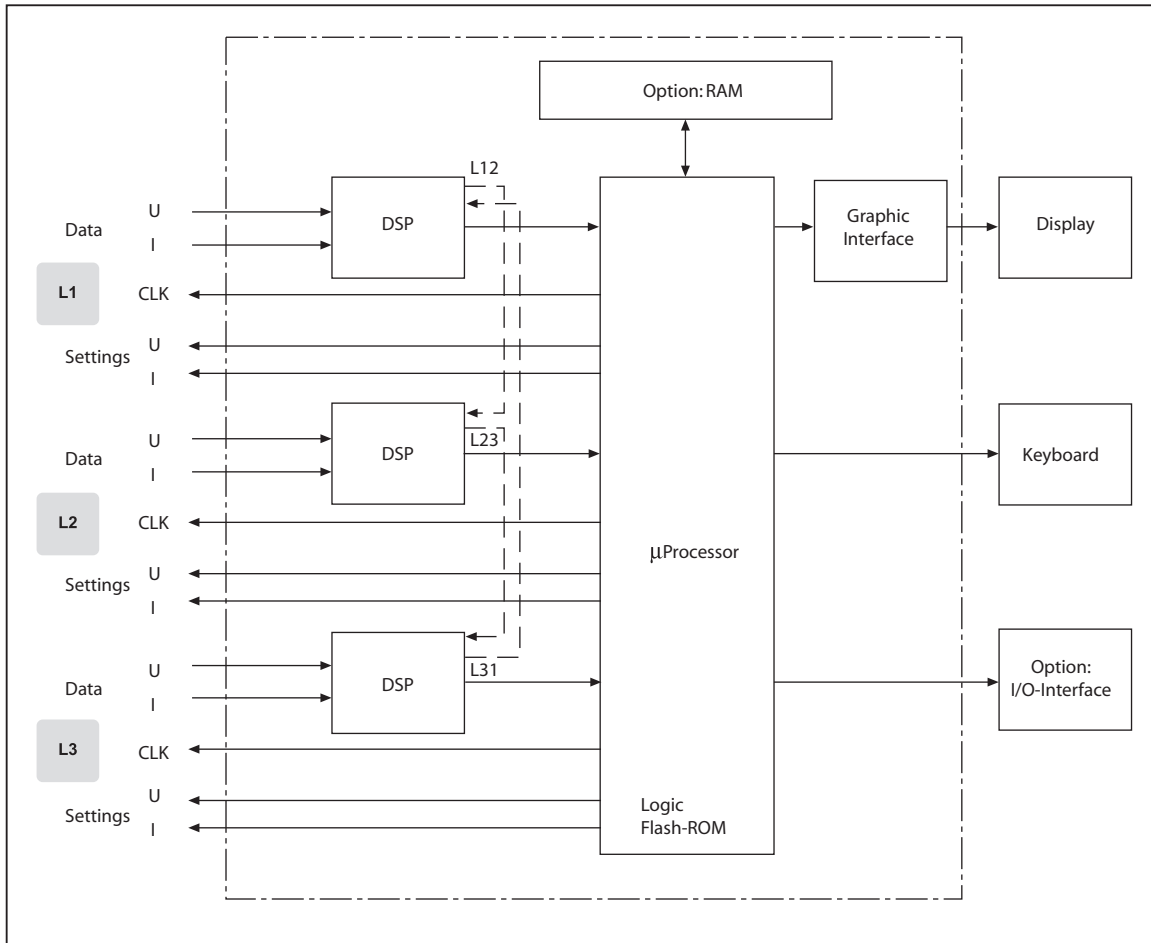 Option: RAM
L12
U
Data
I
DSP
Graphic
Interface
Display
L1
CLK
U
Settings
I
U
Data
I
DSP
L23
Keyboard
L2
CLK
µProcessor
U
Settings
I
U
Data
I
DSP
L31
Option:
I/O-Interface
L3
CLK
U
Settings
I
Logic
Flash-ROM